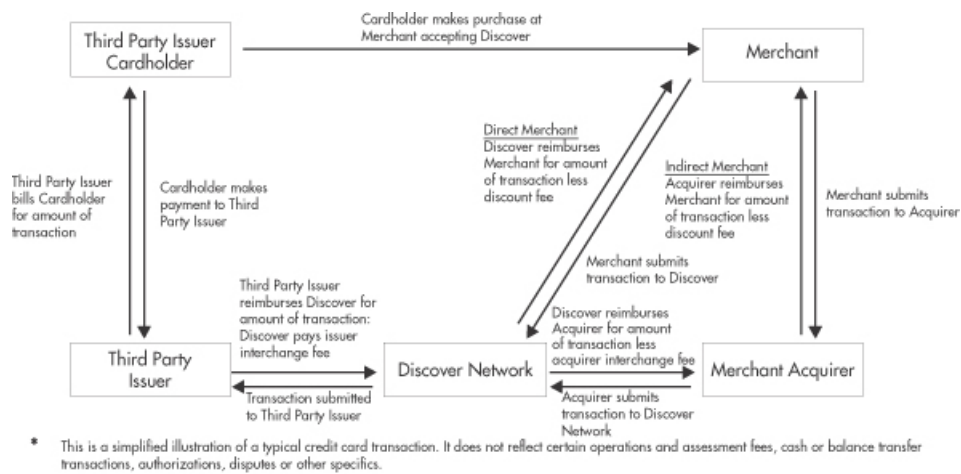 Cardholder makes purchase at
Merchant accepting Discover
Third Party Issuer
Cardholder
Merchant
Direct Merchant
Discover reimburses
Merchant for amount
of transaction less
discount fee
Indirect Merchant
Acquirer reimburses
Merchant for amount
of transaction less
discount fee
Third Party Issuer
bills Cardholder
for amount of
transaction
Cardholder makes
payment to Third
Party Issuer
Merchant submits
transaction to Acquirer
Merchant submits
transaction to Discover
Third Party Issuer
reimburses Discover for
amount of transaction:
Discover pays issuer
interchange fee
Discover reimburses
Acquirer for amount
of transaction less
acquirer interchange fee
Third Party
Issuer
Discover Network
Merchant Acquirer
Transaction submitted
to Third Party Issuer
Acquirer submits
transaction to Discover
Network
* This is a simplified illustration of a typical credit card transaction. It does not reflect certain operations and assessment fees, cash or balance transfer
transactions, authorizations, disputes or other specifics.